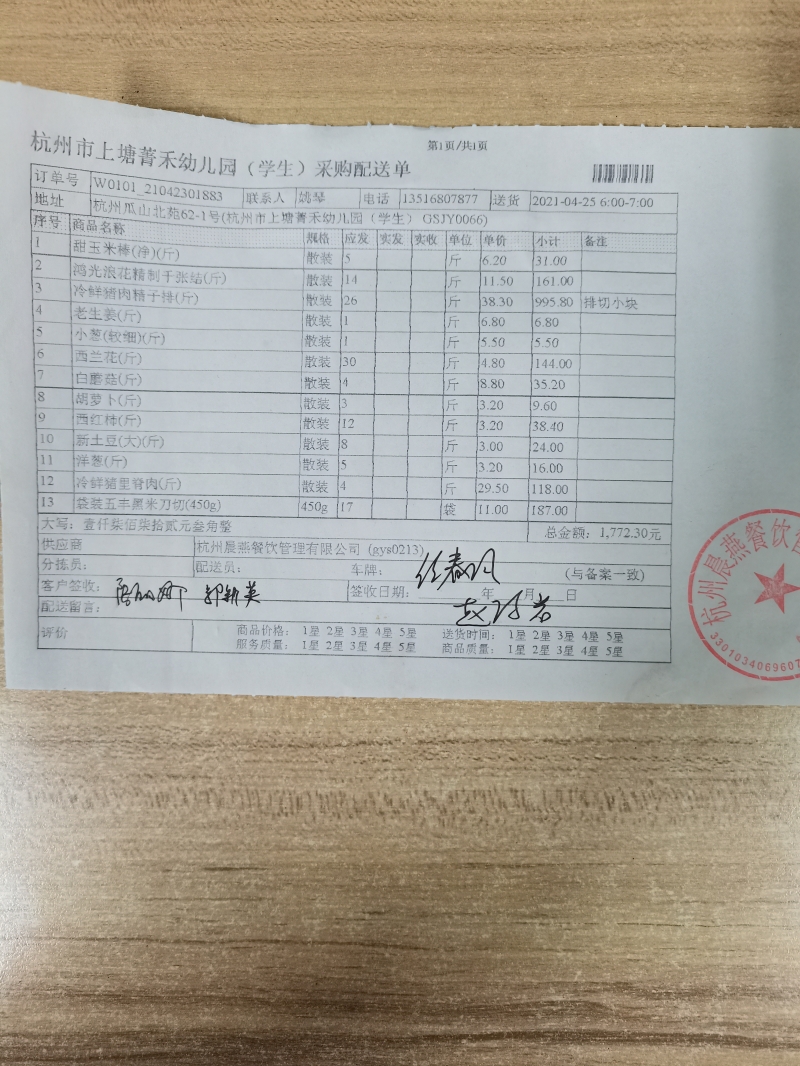 第1页/共1页
杭州市上塘菁禾幼儿园（学生）采购配送单
订单号 W0101_21042301883 联系人 姚琴 电话 13516807877 送货 2021-04-25 6:00-7:00
地址 杭州瓜山北苑62-1号(杭州市上塘菁禾幼儿园（学生） GSJY0066)
序号 商品名称 规格 应发 实发 实收 单位 单价 小计 备注
1 甜玉米棒(净)(斤) 散装 5 斤 6.20 31.00
2 鸿光浪花精制千张结(斤) 散装 14 斤 11.50 161.00
3 冷鲜猪肉精子排(斤) 散装 26 斤 38.30 995.80 排切小块
4 老生姜(斤) 散装 1 斤 6.80 6.80
5 小葱(较细)(斤) 散装 1 斤 5.50 5.50
6 西兰花(斤) 散装 30 斤 4.80 144.00
7 白蘑菇(斤) 散装 4 斤 8.80 35.20
8 胡萝卜(斤) 散装 3 斤 3.20 9.60
9 西红柿(斤) 散装 12 斤 3.20 38.40
10 新土豆(大)(斤) 散装 8 斤 3.00 24.00
11 洋葱(斤) 散装 5 斤 3.20 16.00
12 冷鲜猪里脊肉(斤) 散装 4 斤 29.50 118.00
13 袋装五丰黑米刀切(450g) 450g 17 袋 11.00 187.00
大写：壹仟柒佰柒拾贰元叁角整 总金额：1,772.30元
供应商 杭州晨燕餐饮管理有限公司 (gys0213)
分拣员： 配送员： 车牌： 任春风 (与备案一致)
客户签收： 郭新英 签收日期： 年 月 日
配送留言：
评价 商品价格： 1星 2星 3星 4星 5星 送货时间： 1星 2星 3星 4星 5星
服务质量： 1星 2星 3星 4星 5星 商品质量： 1星 2星 3星 4星 5星
杭州晨燕餐饮管
3301034069607